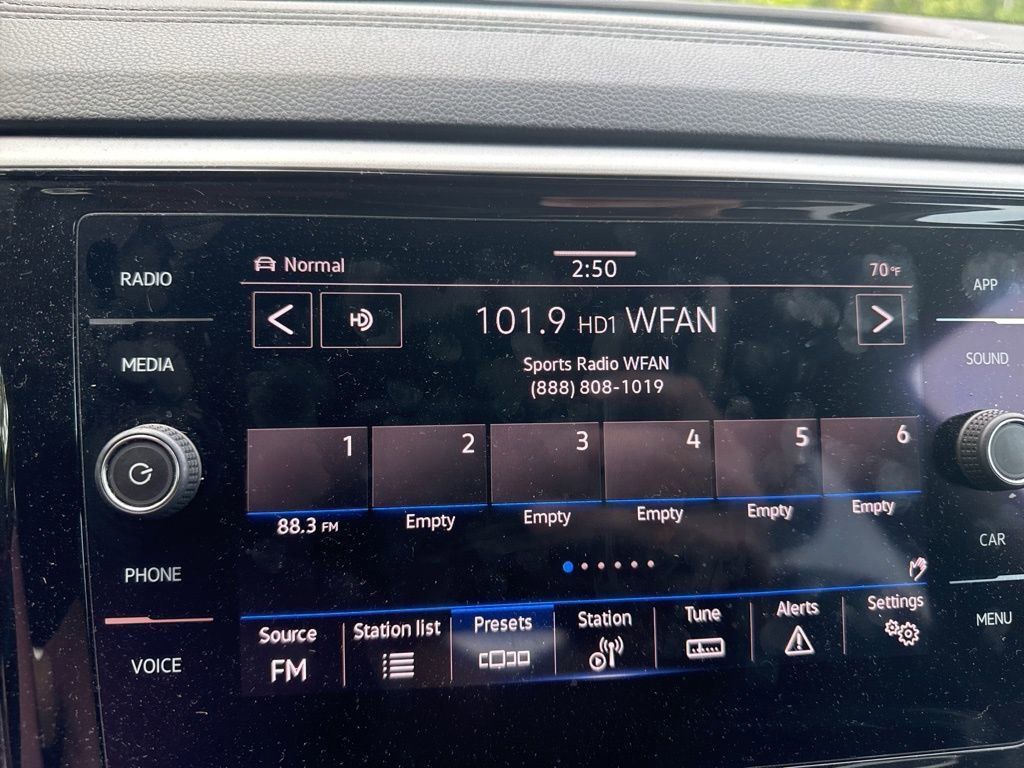 Normal
2:50
70°F
RADIO
MEDIA
PHONE
VOICE
HD
101.9 HD1 WFAN
Sports Radio WFAN
(888) 808-1019
1
2
3
4
5
6
88.3 FM
Empty
Empty
Empty
Empty
Empty
Source
FM
Station list
Presets
Station
Tune
Alerts
Settings
APP
SOUND
CAR
MENU